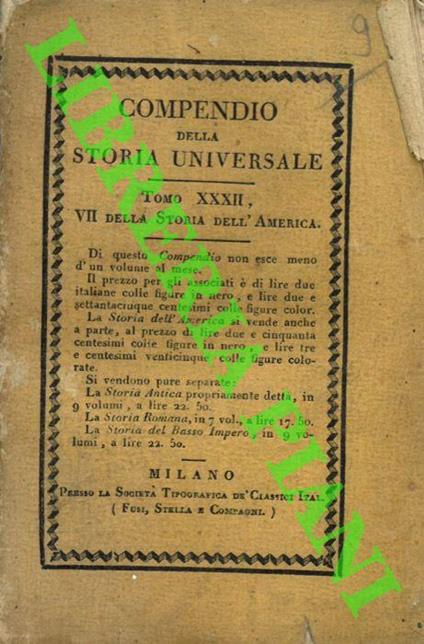 9
COMPENDIO
DELLA
STORIA UNIVERSALE
TOMO XXXII,
VII DELLA STORIA DELL'AMERICA.
Di questo Compendio non esce meno
d'un volume al mese.
Il prezzo per gli associati è di lire due
italiane colle figure in nero, e lire due e
settantacinque centesimi colle figure color.
La Storia dell'America si vende anche
a parte, al prezzo di lire due e cinquanta
centesimi colle figure in nero, e lire tre
e centesimi venticinque colle figure colo-
rate.
Si vendono pure separate:
La Storia Antica propriamente detta, in
9 volumi, a lire 22. 50.
La Storia Romana, in 7 vol., a lire 17. 50.
La Storia del Basso Impero, in 9 vo-
lumi, a lire 22. 50.
MILANO
PRESSO LA SOCIETÀ TIPOGRAFICA DE' CLASSICI ITAL.
( FUSI, STELLA E COMPAGNI. )
LIBRERIA PIANI